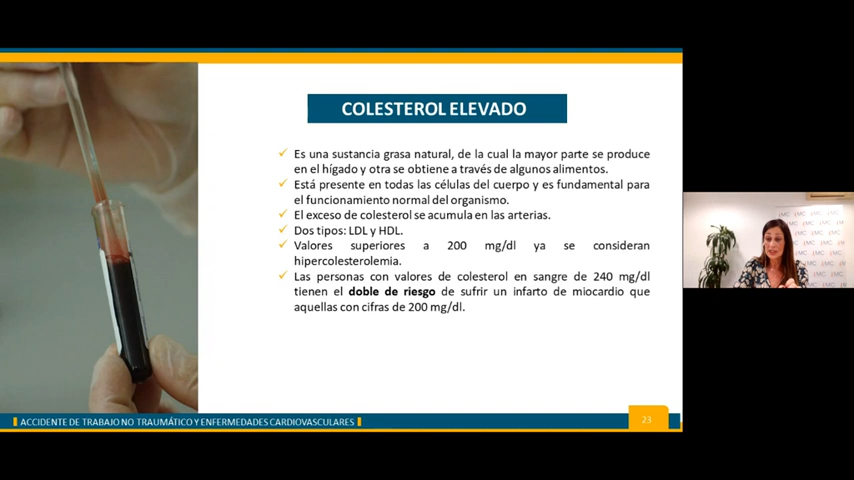 COLESTEROL ELEVADO
Es una sustancia grasa natural, de la cual la mayor parte se produce
en el hígado y otra se obtiene a través de algunos alimentos.
Está presente en todas las células del cuerpo y es fundamental para
el funcionamiento normal del organismo.
El exceso de colesterol se acumula en las arterias.
Dos tipos: LDL y HDL.
Valores superiores a 200 mg/dl ya se consideran
hipercolesterolemia.
Las personas con valores de colesterol en sangre de 240 mg/dl
tienen el doble de riesgo de sufrir un infarto de miocardio que
aquellas con cifras de 200 mg/dl.
ACCIDENTE DE TRABAJO NO TRAUMÁTICO Y ENFERMEDADES CARDIOVASCULARES
23